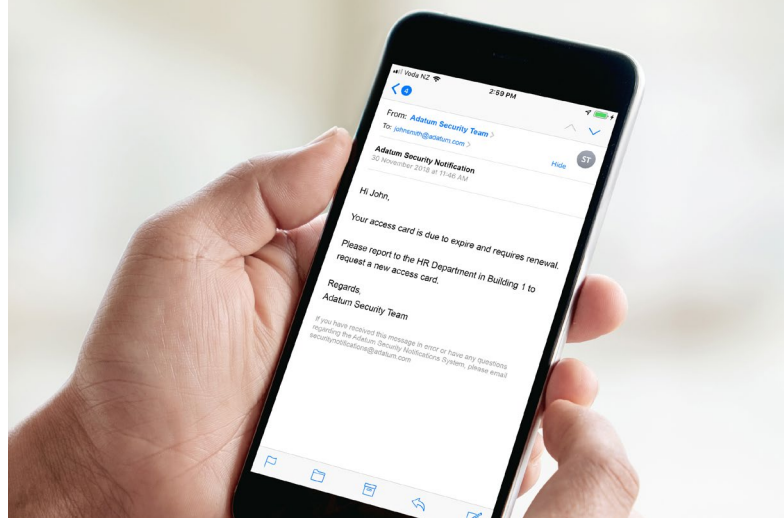 Voda NZ 2:59 PM
4
From: Adatum Security Team >
To: johnsmith@adatum.com >
Hide
ST
Adatum Security Notification
30 November 2018 at 11:46 AM
Hi John,
Your access card is due to expire and requires renewal.
Please report to the HR Department in Building 1 to
request a new access card.
Regards,
Adatum Security Team
If you have received this message in error or have any questions
regarding the Adatum Security Notifications System, please email
securitynotifications@adatum.com